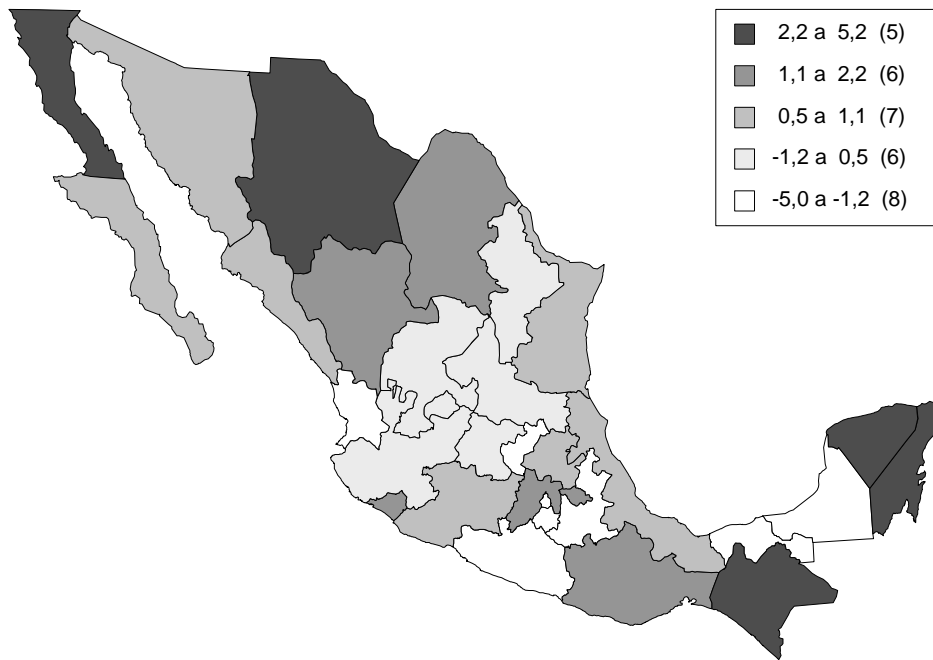 2,2 a 5,2 (5)
1,1 a 2,2 (6)
0,5 a 1,1 (7)
-1,2 a 0,5 (6)
-5,0 a -1,2 (8)